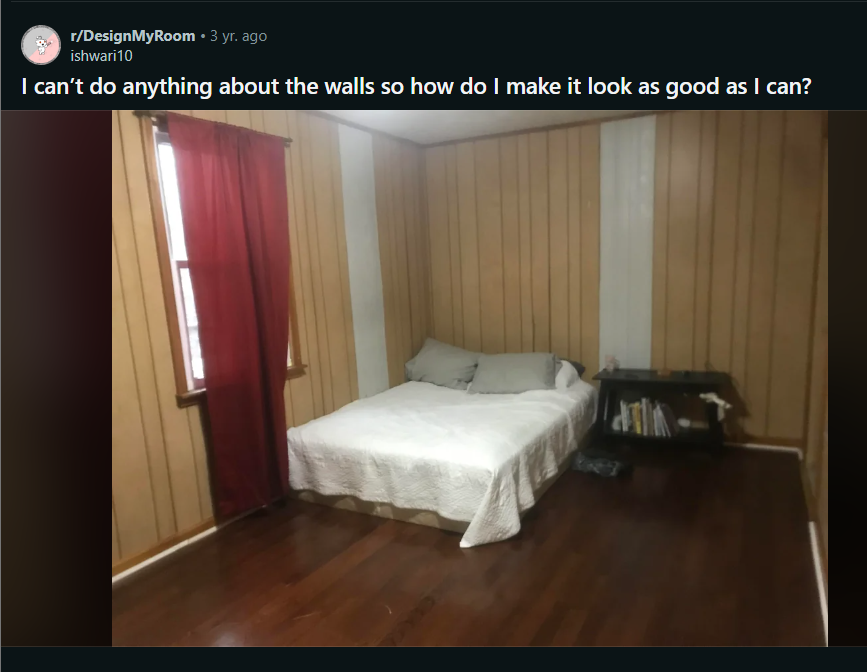 r/DesignMyRoom • 3 yr. ago
ishwari10
I can’t do anything about the walls so how do I make it look as good as I can?